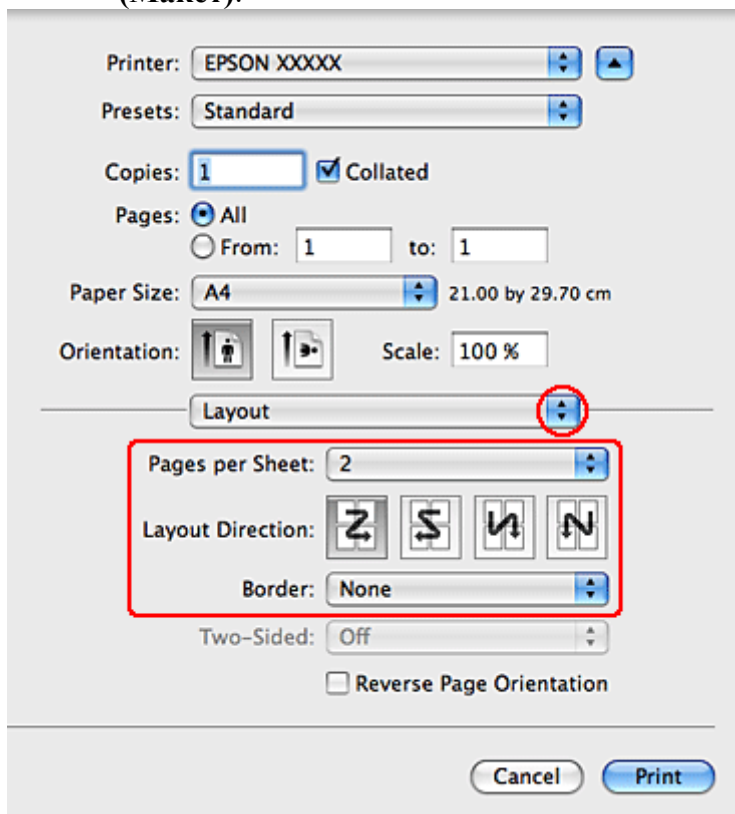 (Maker).
Printer: EPSON XXXXX
Presets: Standard
Copies: 1 Collated
Pages: All
From: 1 to: 1
Paper Size: A4 21.00 by 29.70 cm
Orientation: Scale: 100 %
Layout
Pages per Sheet: 2
Layout Direction:
Border: None
Two-Sided: Off
Reverse Page Orientation
Cancel Print